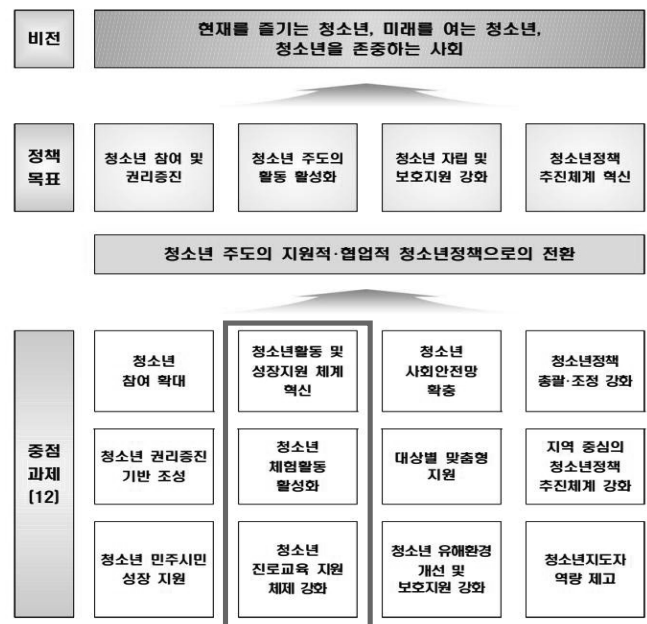 비전
현재를 즐기는 청소년, 미래를 여는 청소년,
청소년을 존중하는 사회
정책
목표
청소년 참여 및
권리증진
청소년 주도의
활동 활성화
청소년 자립 및
보호지원 강화
청소년정책
추진체계 혁신
청소년 주도의 지원적·협업적 청소년정책으로의 전환
중점
과제
(12)
청소년
참여 확대
청소년활동 및
성장지원 체계
혁신
청소년
사회안전망
확충
청소년정책
총괄·조정 강화
청소년 권리증진
기반 조성
청소년
체험활동
활성화
대상별 맞춤형
지원
지역 중심의
청소년정책
추진체계 강화
청소년 민주시민
성장 지원
청소년
진로교육 지원
체제 강화
청소년 유해환경
개선 및
보호지원 강화
청소년지도자
역량 제고